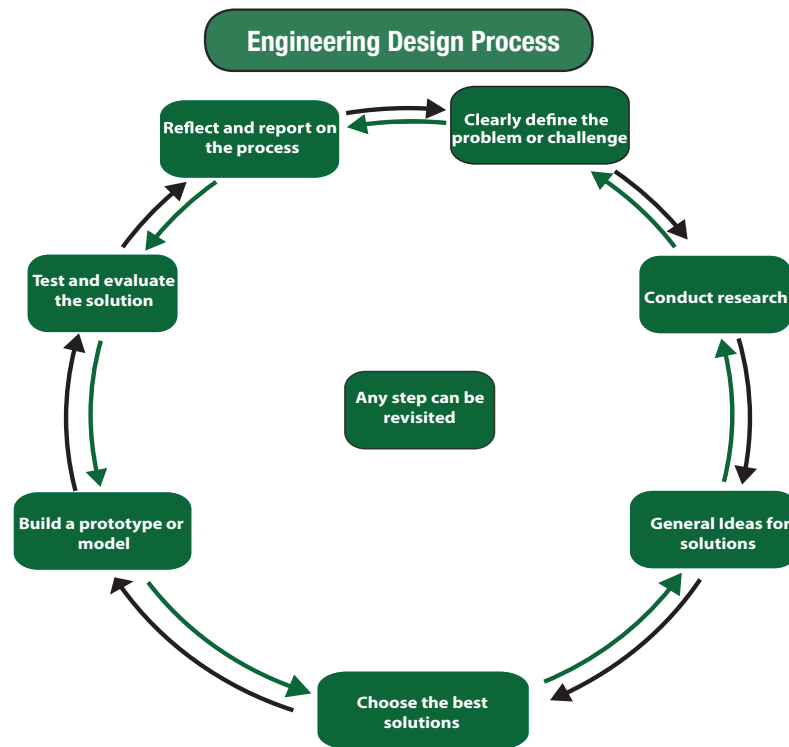 Engineering Design Process
Clearly define the
problem or challenge
Conduct research
General Ideas for
solutions
Choose the best
solutions
Build a prototype or
model
Test and evaluate
the solution
Reflect and report on
the process
Any step can be
revisited